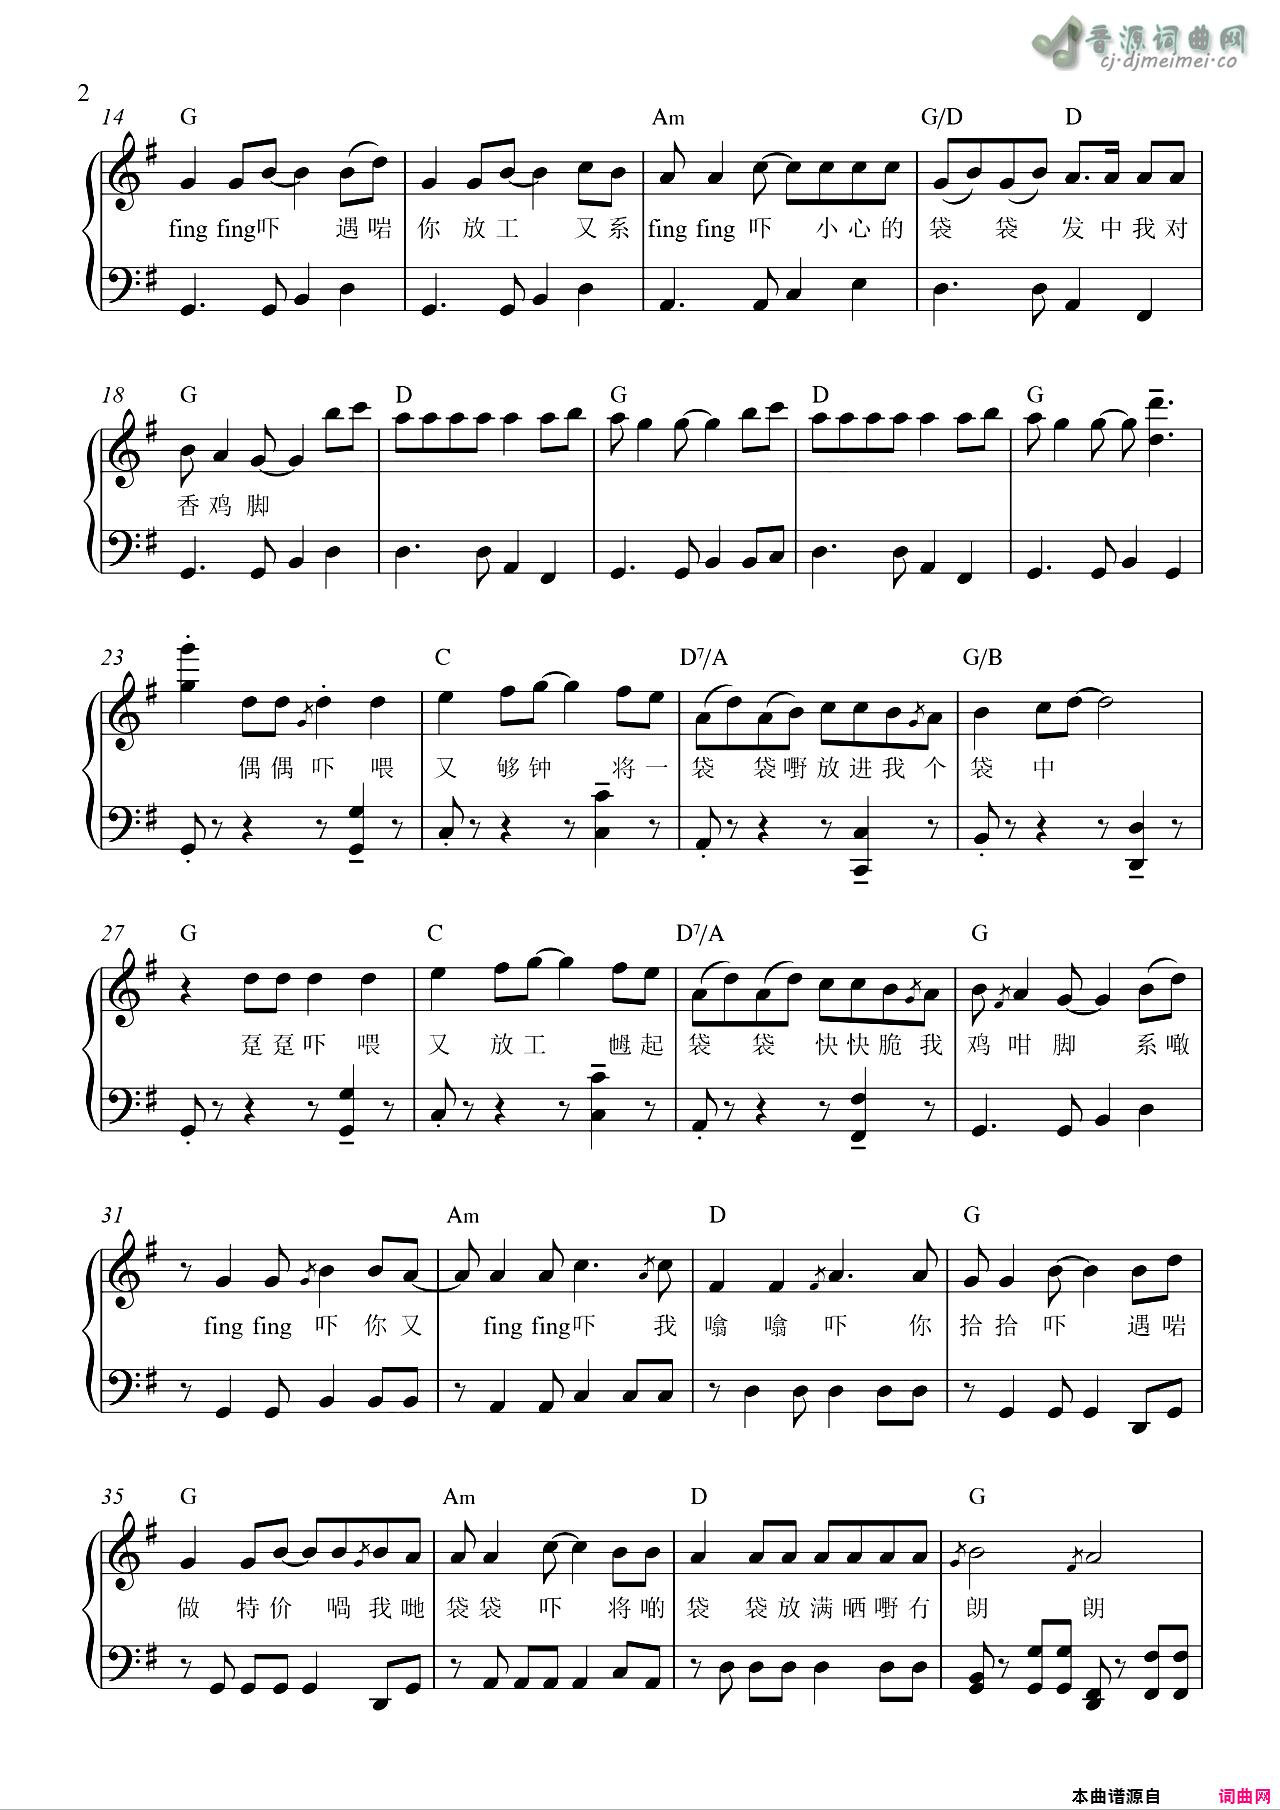 音源词曲网
cj·djmeimei·co
2
14 G Am G/D D
fing fing吓 遇啱 你 放 工 又 系 fing fing 吓 小 心 的 袋 袋 发 中 我 对
18 G D G D G
香 鸡 脚
23 C D7/A G/B
偶 偶 吓 喂 又 够 钟 将 一 袋 袋 嘢 放 进 我 个 袋 中
27 G C D7/A G
趸 趸 吓 喂 又 放 工 乸 起 袋 袋 快 快 脆 我 鸡 咁 脚 系 噉
31 Am D G
fing fing 吓 你 又 fing fing吓 我 嗡 嗡 吓 你 拾 拾 吓 遇 啱
35 G Am D G
做 特 价 喎 我 哋 袋 袋 吓 将 啲 袋 袋 放 满 晒 嘢 冇 朗 朗
本曲谱源自 词曲网